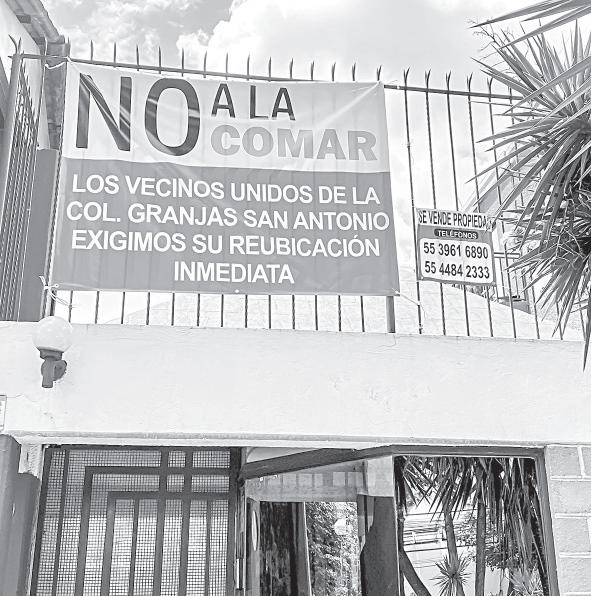 NO A LA
COMAR
LOS VECINOS UNIDOS DE LA
COL. GRANJAS SAN ANTONIO
EXIGIMOS SU REUBICACIÓN
INMEDIATA
SE VENDE PROPIEDAD
TELÉFONOS
55 3961 6890
55 4484 2333